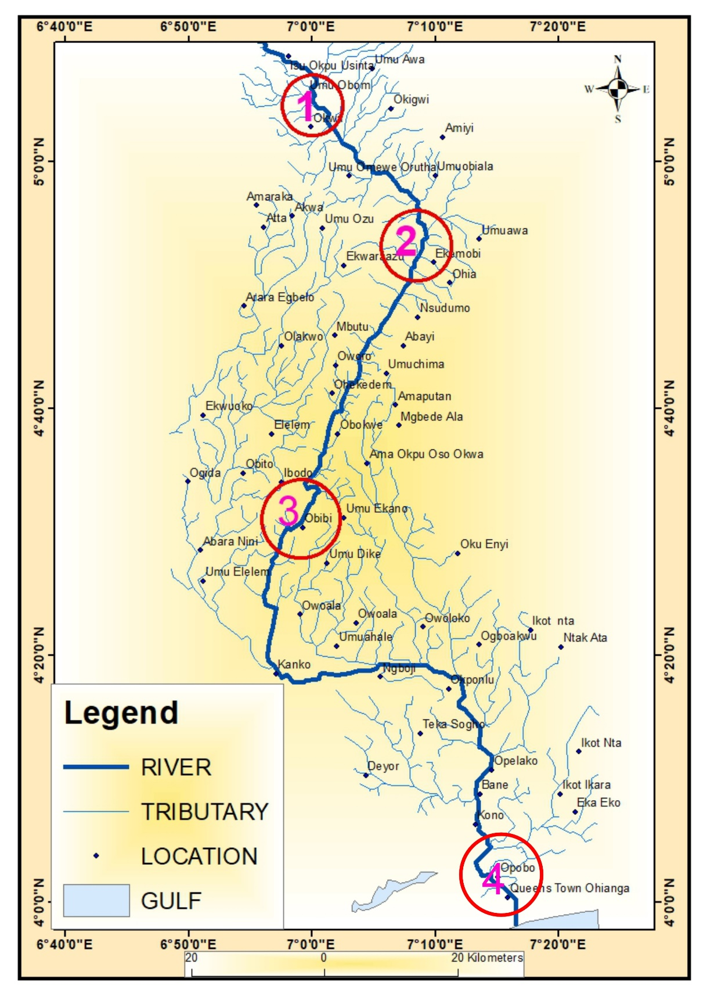 6°40'0"E 6°50'0"E 7°0'0"E 7°10'0"E 7°20'0"E
Isu Okpu Usinta
Umu Awa
N
Umu Obom
W
E
Okigwi
1
S
Okwa
Amiyi
5°0'0"N
5°0'0"N
Umu Omewe Orutha
Umuobiala
Amaraka
Akwa
Atta
Umu Ozu
Umuawa
2
Ekwaraazu
Ekemobi
Ohia
Atara Egbelo
Nsudumo
Mbutu
Olakwo
Abayi
Oworo
Umuchima
Ohekedem
Amaputan
4°40'0"N
4°40'0"N
Ekwuoko
Mgbede Ala
Elelem
Obokwe
Ama Okpu Oso Okwa
Obito
Ogida
Ibodo
3
Umu Ekano
Obibi
Abara Nini
Oku Enyi
Umu Dike
Umu Elelem
Owoala
Owoala
Owoloko
Ikot nta
Umuahale
Ogboakwu
Ntak Ata
4°20'0"N
4°20'0"N
Kanko
Ngboji
Okponlu
Legend
Teka Sogho
Ikot Nta
RIVER
Deyor
Opelako
Bane
Ikot Ikara
TRIBUTARY
Eka Eko
Kono
LOCATION
Opobo
4
Queens Town Ohianga
GULF
4°0'0"N
4°0'0"N
6°40'0"E 6°50'0"E 7°0'0"E 7°10'0"E 7°20'0"E
20 0 20 Kilometers